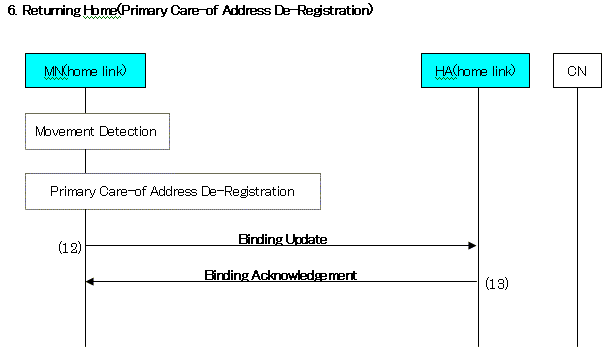 6. Returning Home(Primary Care-of Address De-Registration)
MN(home link)
HA(home link)
CN
Movement Detection
Primary Care-of Address De-Registration
(12)
Binding Update
Binding Acknowledgement
(13)